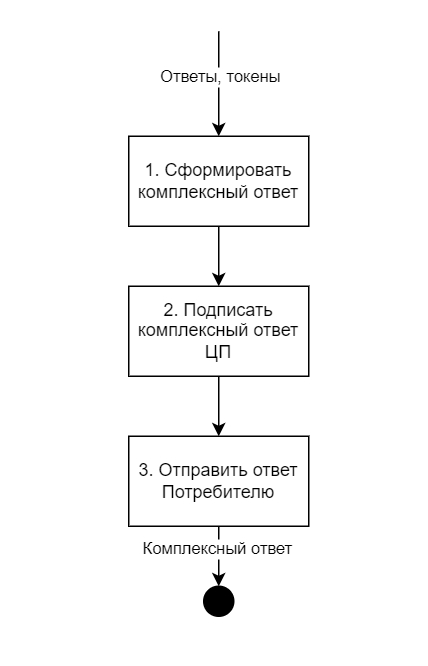 Ответы, токены
1. Сформировать
комплексный ответ
2. Подписать
комплексный ответ
ЦП
3. Отправить ответ
Потребителю
Комплексный ответ